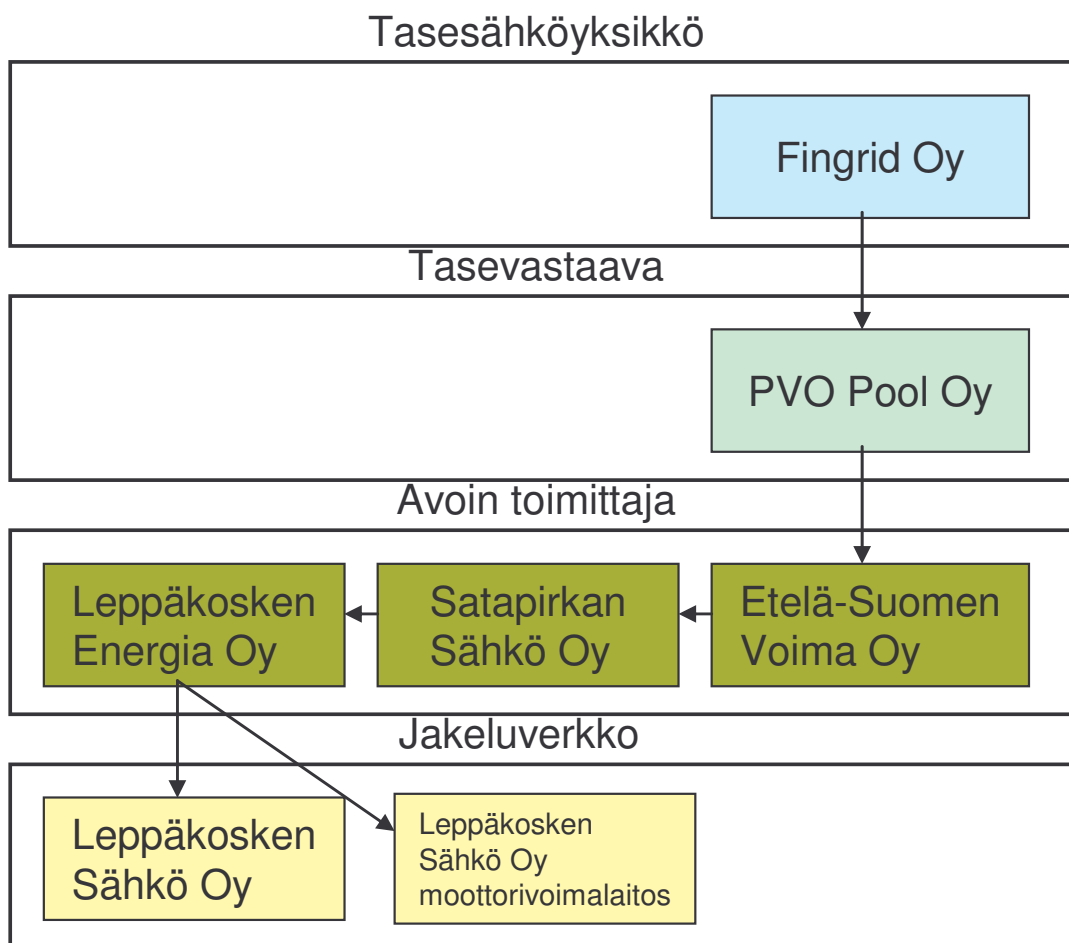 Tasesähköyksikkö
Fingrid Oy
Tasevastaava
PVO Pool Oy
Avoin toimittaja
Leppäkosken
Energia Oy
Satapirkan
Sähkö Oy
Etelä-Suomen
Voima Oy
Jakeluverkko
Leppäkosken
Sähkö Oy
Leppäkosken
Sähkö Oy
moottorivoimalaitos